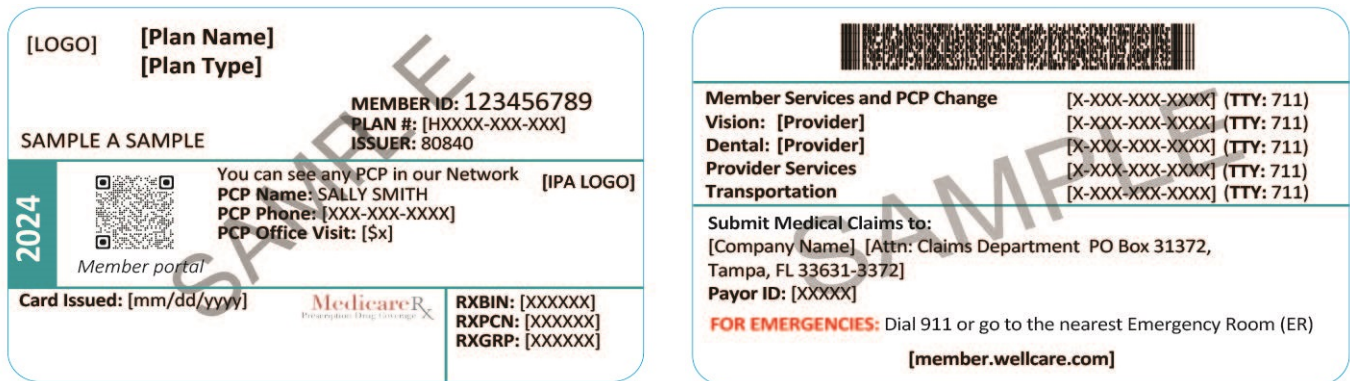 [LOGO]
[Plan Name]
[Plan Type]
MEMBER ID: 123456789
PLAN #: [HXXXX-XXX-XXX]
SAMPLE A SAMPLE
ISSUER: 80840
2024
You can see any PCP in our Network
[IPA LOGO]
PCP Name: SALLY SMITH
PCP Phone: [XXX-XXX-XXXX]
PCP Office Visit: [$x]
Member portal
Card Issued: [mm/dd/yyyy]
MedicareRx
Prescription Drug Coverage
RXBIN: [XXXXXX]
RXPCN: [XXXXXX]
RXGRP: [XXXXXX]
SAMPLE
Member Services and PCP Change [X-XXX-XXX-XXXX] (TTY: 711)
Vision: [Provider] [X-XXX-XXX-XXXX] (TTY: 711)
Dental: [Provider] [X-XXX-XXX-XXXX] (TTY: 711)
Provider Services [X-XXX-XXX-XXXX] (TTY: 711)
Transportation [X-XXX-XXX-XXXX] (TTY: 711)
Submit Medical Claims to:
[Company Name] [Attn: Claims Department PO Box 31372,
Tampa, FL 33631-3372]
Payor ID: [XXXXX]
FOR EMERGENCIES: Dial 911 or go to the nearest Emergency Room (ER)
[member.wellcare.com]
SAMPLE